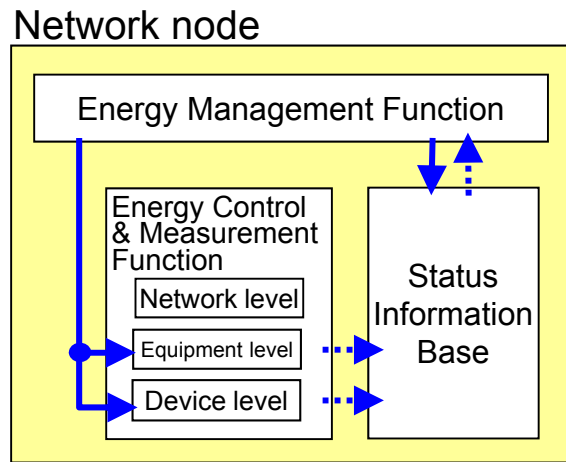 Network node
Energy Management Function
Energy Control
& Measurement
Function
Network level
Equipment level
Device level
Status
Information
Base